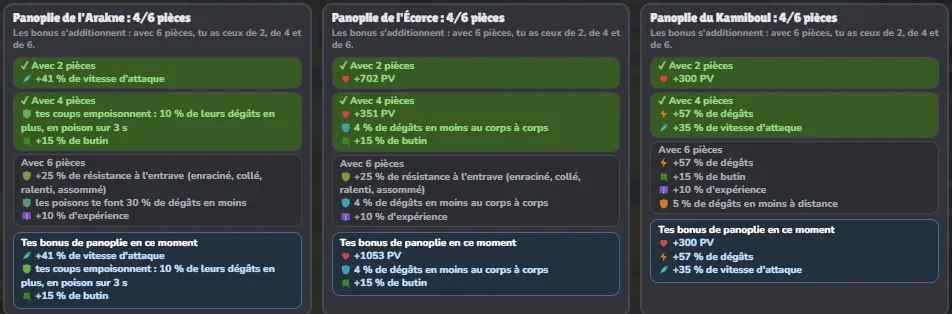 Panoplie de l'Arakne : 4/6 pièces
Les bonus s'additionnent : avec 6 pièces, tu as ceux de 2, de 4 et
de 6.
✓ Avec 2 pièces
+41 % de vitesse d'attaque
✓ Avec 4 pièces
tes coups empoisonnent : 10 % de leurs dégâts en
plus, en poison sur 3 s
+15 % de butin
Avec 6 pièces
+25 % de résistance à l'entrave (enraciné, collé,
ralenti, assommé)
les poisons te font 30 % de dégâts en moins
+10 % d'expérience
Tes bonus de panoplie en ce moment
+41 % de vitesse d'attaque
tes coups empoisonnent : 10 % de leurs dégâts en
plus, en poison sur 3 s
+15 % de butin
Panoplie de l'Écorce : 4/6 pièces
Les bonus s'additionnent : avec 6 pièces, tu as ceux de 2, de 4 et
de 6.
✓ Avec 2 pièces
+702 PV
✓ Avec 4 pièces
+351 PV
4 % de dégâts en moins au corps à corps
+15 % de butin
Avec 6 pièces
+25 % de résistance à l'entrave (enraciné, collé,
ralenti, assommé)
4 % de dégâts en moins au corps à corps
+10 % d'expérience
Tes bonus de panoplie en ce moment
+1053 PV
4 % de dégâts en moins au corps à corps
+15 % de butin
Panoplie du Kanniboul : 4/6 pièces
Les bonus s'additionnent : avec 6 pièces, tu as ceux de 2, de 4 et
de 6.
✓ Avec 2 pièces
+300 PV
✓ Avec 4 pièces
+57 % de dégâts
+35 % de vitesse d'attaque
Avec 6 pièces
+57 % de dégâts
+15 % de butin
+10 % d'expérience
5 % de dégâts en moins à distance
Tes bonus de panoplie en ce moment
+300 PV
+57 % de dégâts
+35 % de vitesse d'attaque